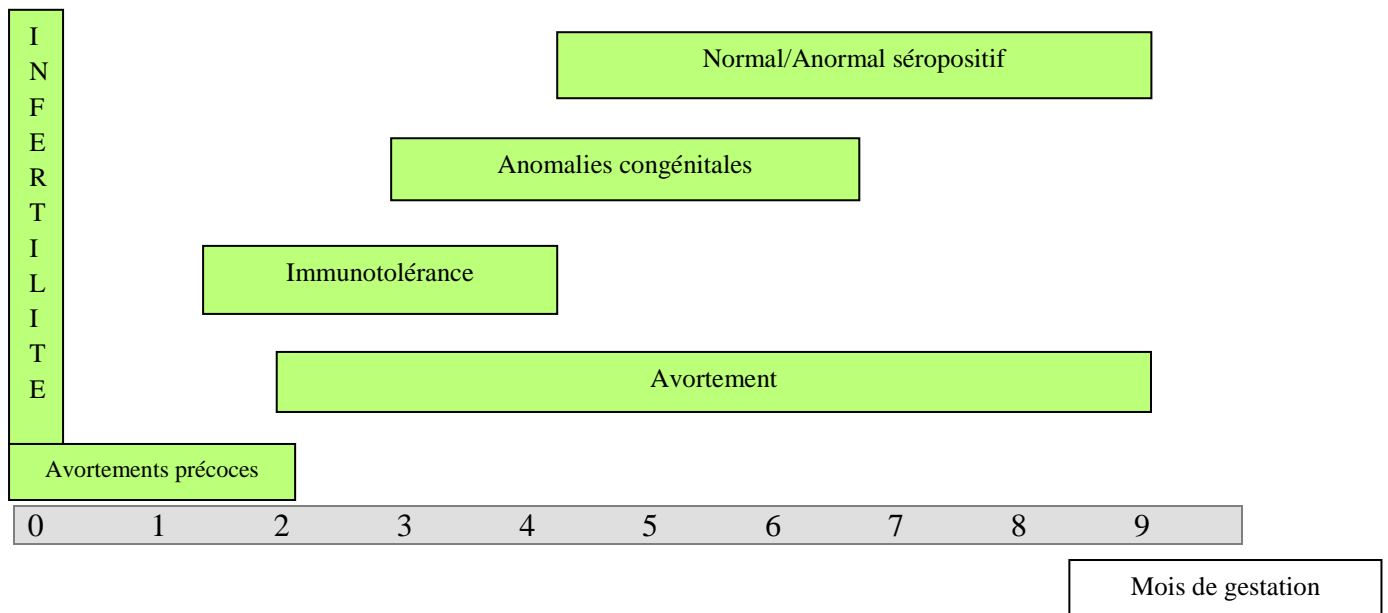 INFERTILITE
Normal/Anormal séropositif
Anomalies congénitales
Immunotolérance
Avortement
Avortements précoces
0 1 2 3 4 5 6 7 8 9
Mois de gestation